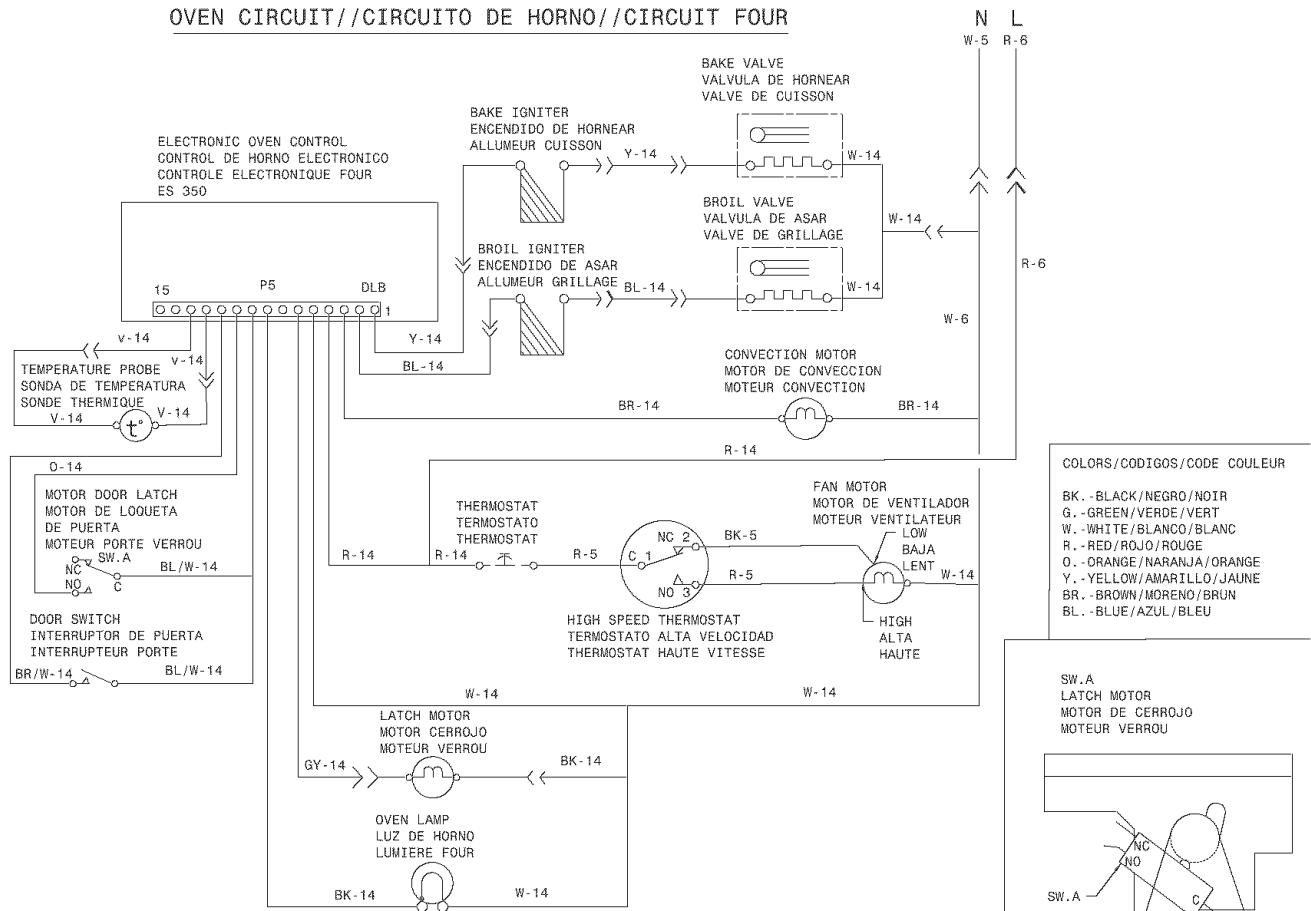 OVEN CIRCUIT//CIRCUITO DE HORNO//CIRCUIT FOUR
N L
W-5 R-6
BAKE VALVE
VALVULA DE HORNEAR
VALVE DE CUISSON
BAKE IGNITER
ENCENDIDO DE HORNEAR
ALLUMEUR CUISSON
Y-14
W-14
ELECTRONIC OVEN CONTROL
CONTROL DE HORNO ELECTRONICO
CONTROLE ELECTRONIQUE FOUR
ES 350
BROIL VALVE
VALVULA DE ASAR
VALVE DE GRILLAGE
W-14
BROIL IGNITER
ENCENDIDO DE ASAR
ALLUMEUR GRILLAGE
BL-14
W-14
R-6
15 P5 DLB 1
W-6
Y-14
BL-14
v-14
v-14
TEMPERATURE PROBE
SONDA DE TEMPERATURA
SONDE THERMIQUE
V-14 t° V-14
CONVECTION MOTOR
MOTOR DE CONVECCION
MOTEUR CONVECTION
BR-14 BR-14
R-14
O-14
MOTOR DOOR LATCH
MOTOR DE LOQUETA
DE PUERTA
MOTEUR PORTE VERROU
SW.A
NC
NO C
BL/W-14
THERMOSTAT
TERMOSTATO
THERMOSTAT
R-14 R-14 R-5
C 1
NC 2
NO 3
BK-5
R-5
HIGH SPEED THERMOSTAT
TERMOSTATO ALTA VELOCIDAD
THERMOSTAT HAUTE VITESSE
FAN MOTOR
MOTOR DE VENTILADOR
MOTEUR VENTILATEUR
LOW
BAJA
LENT
W-14
HIGH
ALTA
HAUTE
DOOR SWITCH
INTERRUPTOR DE PUERTA
INTERRUPTEUR PORTE
BR/W-14 BL/W-14
W-14 W-14
LATCH MOTOR
MOTOR CERROJO
MOTEUR VERROU
GY-14 BK-14
OVEN LAMP
LUZ DE HORNO
LUMIERE FOUR
BK-14 W-14
COLORS/CODIGOS/CODE COULEUR
BK.-BLACK/NEGRO/NOIR
G.-GREEN/VERDE/VERT
W.-WHITE/BLANCO/BLANC
R.-RED/ROJO/ROUGE
O.-ORANGE/NARANJA/ORANGE
Y.-YELLOW/AMARILLO/JAUNE
BR.-BROWN/MORENO/BRUN
BL.-BLUE/AZUL/BLEU
SW.A
LATCH MOTOR
MOTOR DE CERROJO
MOTEUR VERROU
NC
NO
SW.A
C